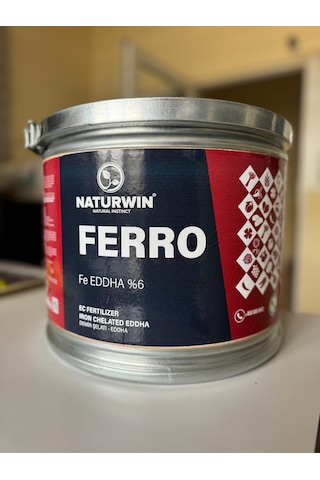 NATURWIN®
NATURAL INSTINCT
FERRO
Fe EDDHA %6
EC FERTILIZER
IRON CHELATED EDDHA
DEMİR ŞELATI - EDDHA